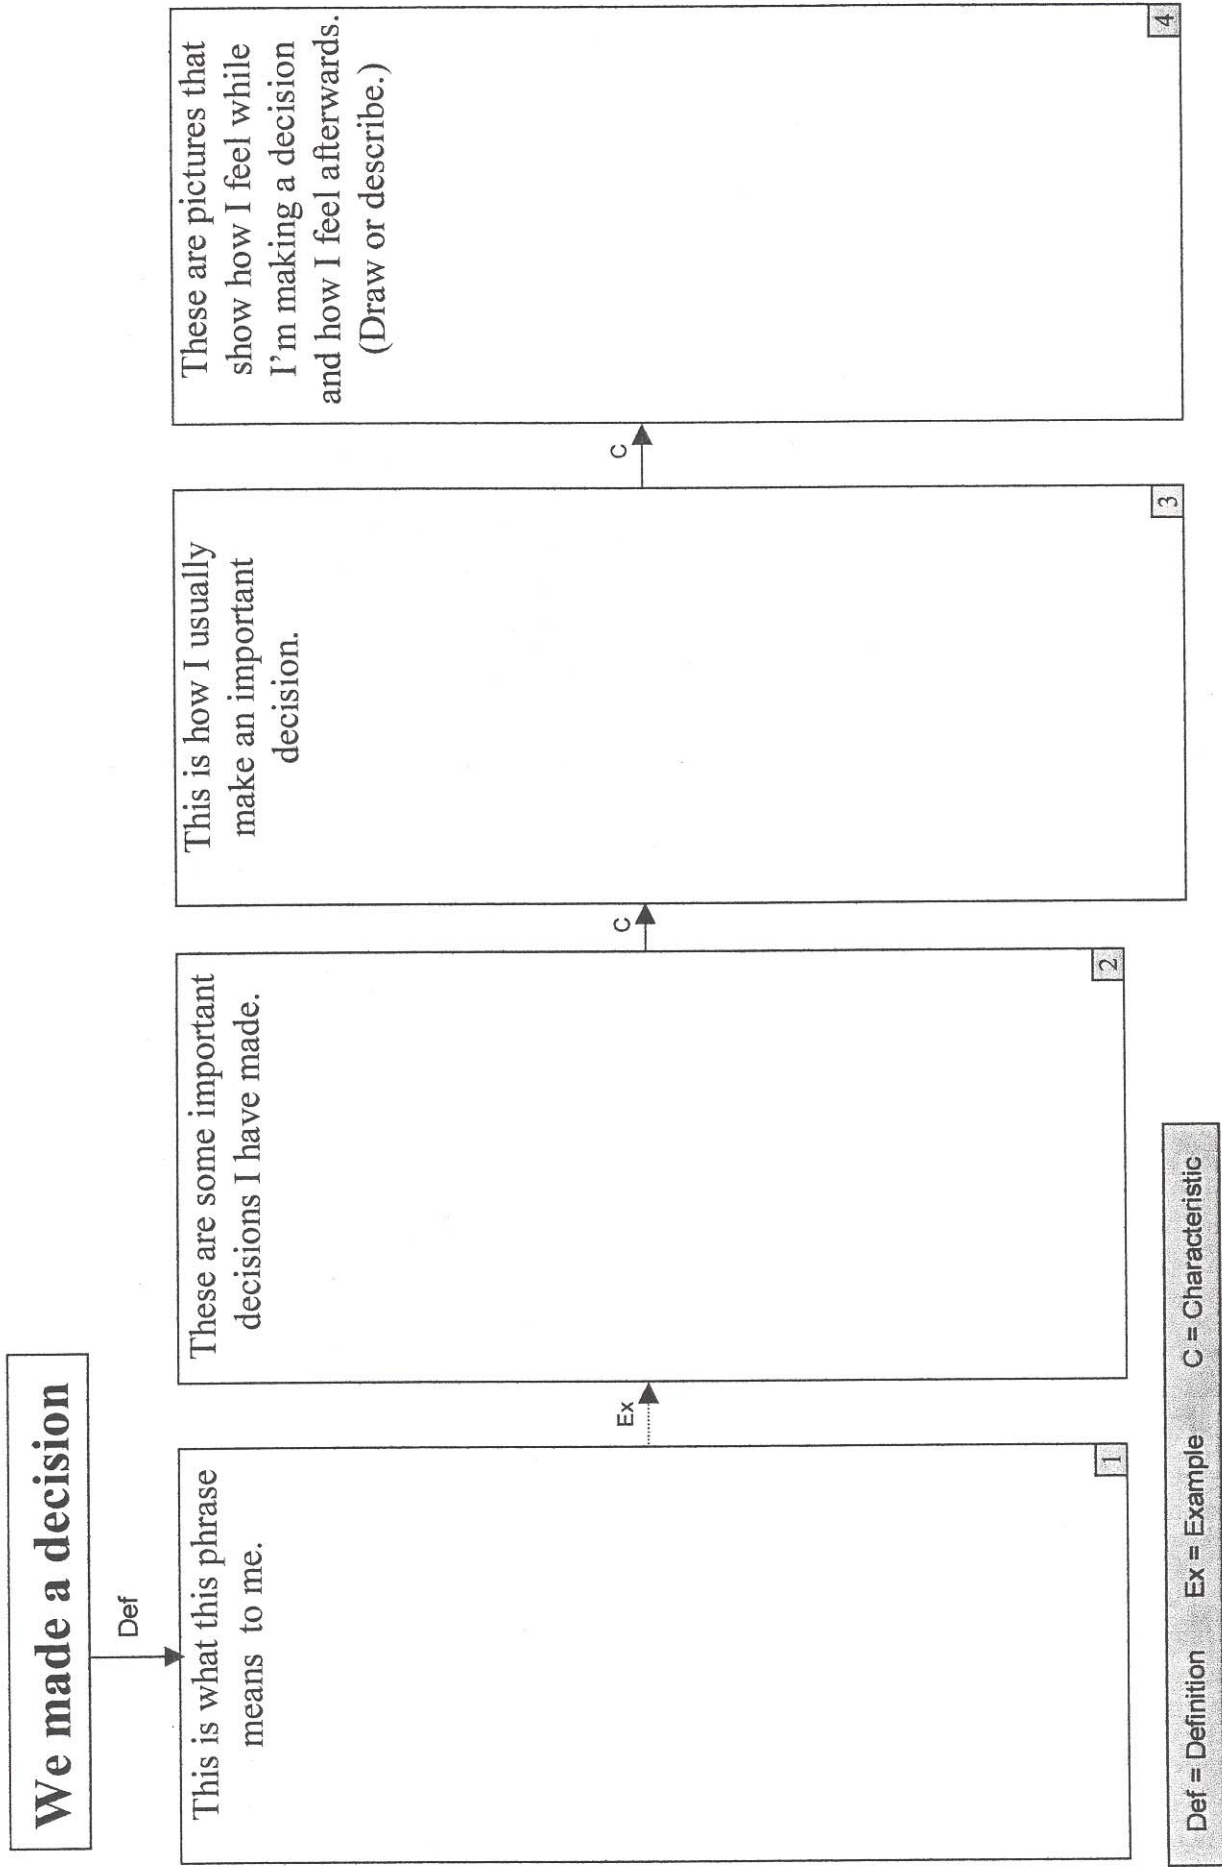 We made a decision
Def
This is what this phrase
means to me.
1
Ex
These are some important
decisions I have made.
2
C
This is how I usually
make an important
decision.
3
C
These are pictures that
show how I feel while
I'm making a decision
and how I feel afterwards.
(Draw or describe.)
4
Def = Definition Ex = Example C = Characteristic